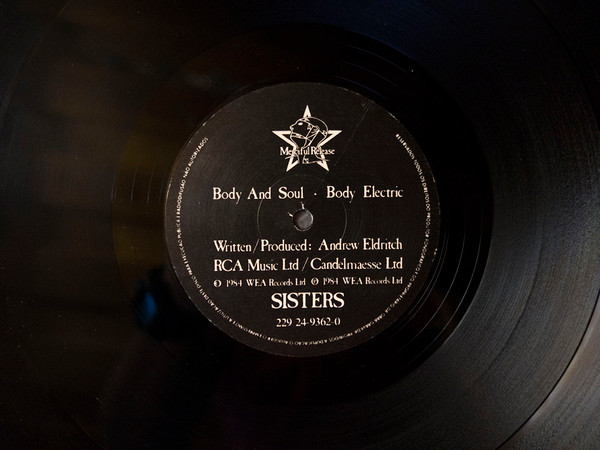 Merciful Release
Body And Soul · Body Electric
Written/Produced: Andrew Eldritch
RCA Music Ltd / Candelmaesse Ltd
℗ 1984 WEA Records Ltd © 1984 WEA Records Ltd
SISTERS
229 24-9362-0